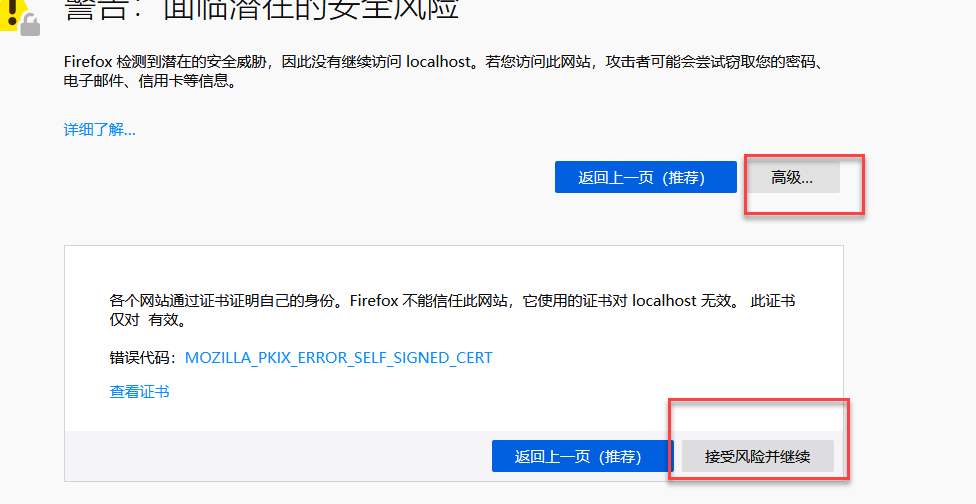 警告：面临潜在的安全风险
Firefox 检测到潜在的安全威胁，因此没有继续访问 localhost。若您访问此网站，攻击者可能会尝试窃取您的密码、
电子邮件、信用卡等信息。
详细了解...
返回上一页（推荐）
高级...
各个网站通过证书证明自己的身份。Firefox 不能信任此网站，它使用的证书对 localhost 无效。 此证书
仅对  有效。
错误代码：MOZILLA_PKIX_ERROR_SELF_SIGNED_CERT
查看证书
返回上一页（推荐）
接受风险并继续